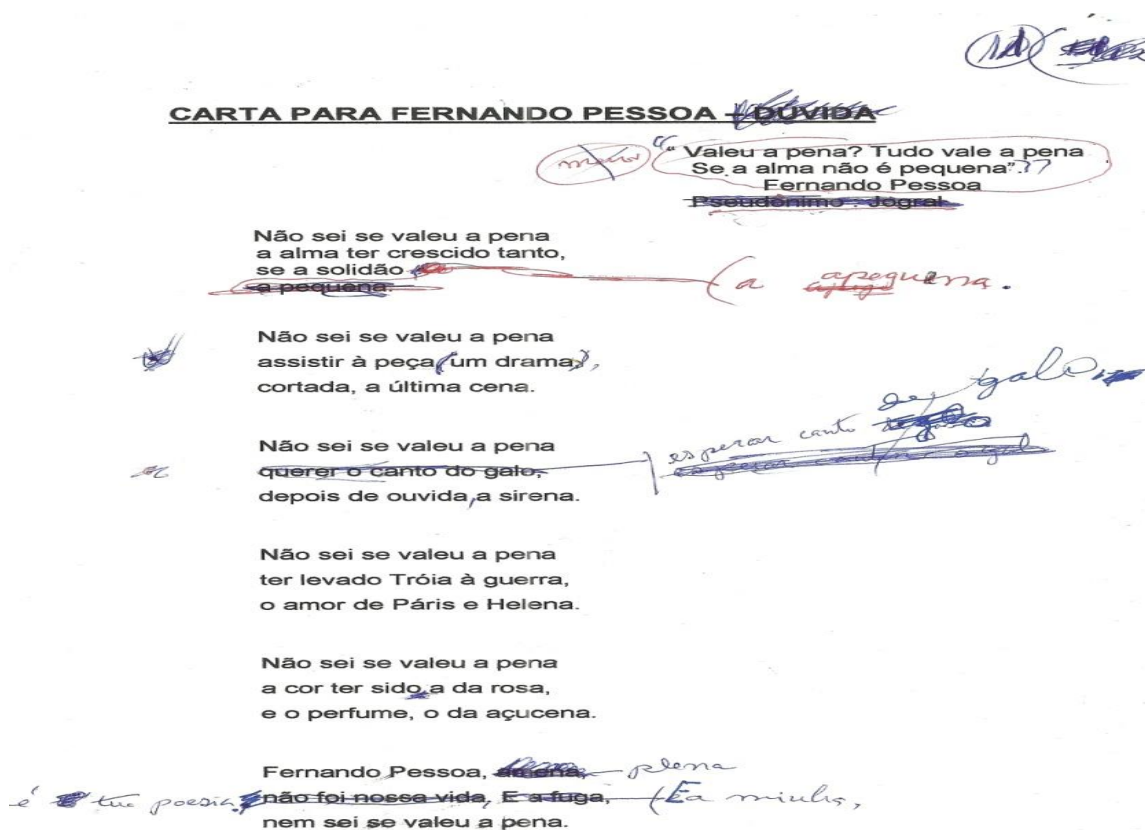 CARTA PARA FERNANDO PESSOA - DÚVIDA
maior "Valeu a pena? Tudo vale a pena
Se a alma não é pequena".??
Fernando Pessoa
Pseudônimo : Jogral
Não sei se valeu a pena
a alma ter crescido tanto,
se a solidão (a apequena.
a pequena.
Não sei se valeu a pena
assistir à peça (um drama),
cortada, a última cena.
de galo
Não sei se valeu a pena esperar canto
querer o canto do galo,
depois de ouvida, a sirena.
Não sei se valeu a pena
ter levado Tróia à guerra,
o amor de Páris e Helena.
Não sei se valeu a pena
a cor ter sido a da rosa,
e o perfume, o da açucena.
Fernando Pessoa, amena, plena
é tua poesia, não foi nossa vida, E a fuga, (E a minha,
nem sei se valeu a pena.